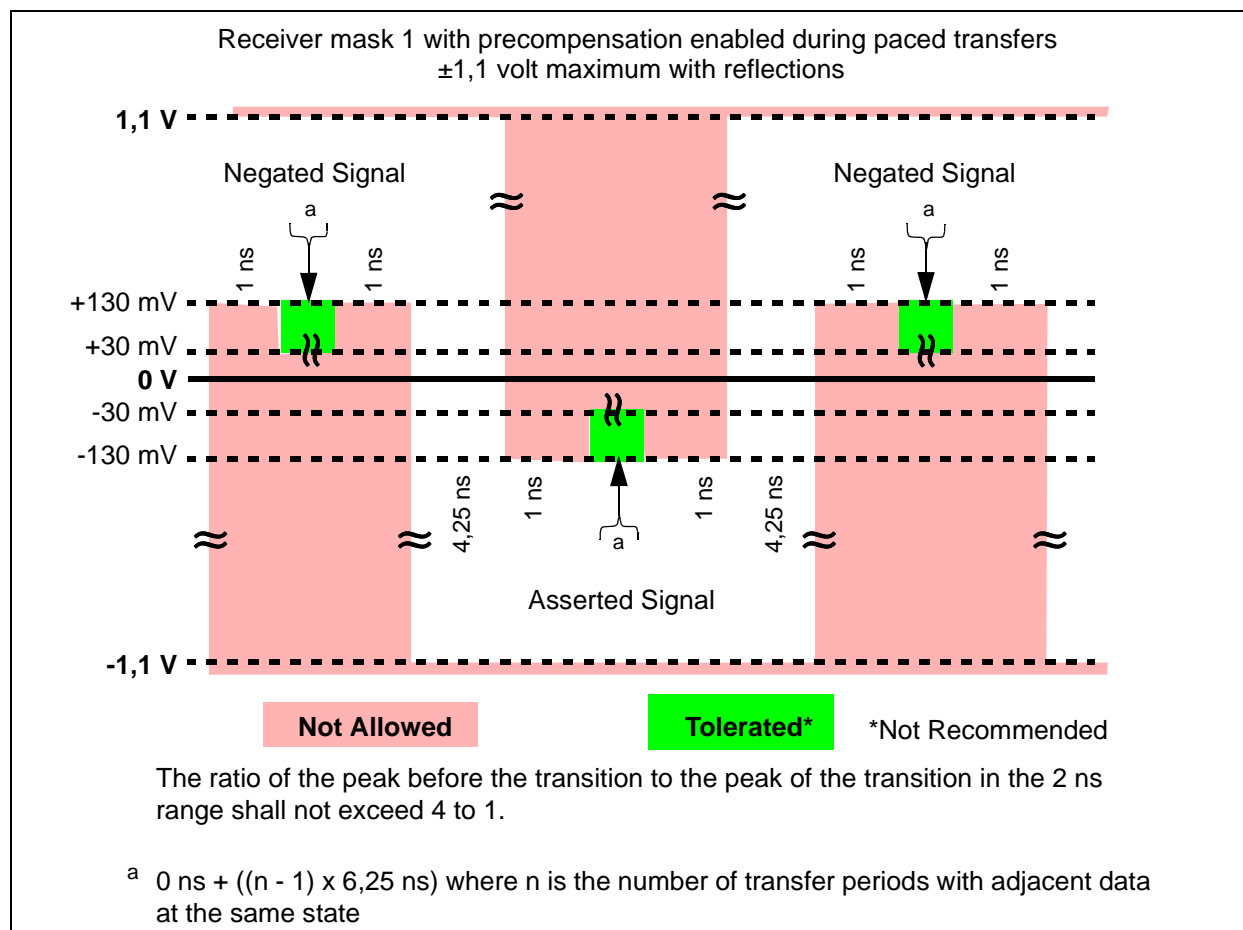 Receiver mask 1 with precompensation enabled during paced transfers
±1,1 volt maximum with reflections
1,1 V
Negated Signal
Negated Signal
a
a
1 ns
1 ns
1 ns
1 ns
+130 mV
+30 mV
0 V
-30 mV
-130 mV
4,25 ns
1 ns
1 ns
4,25 ns
a
Asserted Signal
-1,1 V
Not Allowed
Tolerated*
*Not Recommended
The ratio of the peak before the transition to the peak of the transition in the 2 ns
range shall not exceed 4 to 1.
a 0 ns + ((n - 1) x 6,25 ns) where n is the number of transfer periods with adjacent data
at the same state